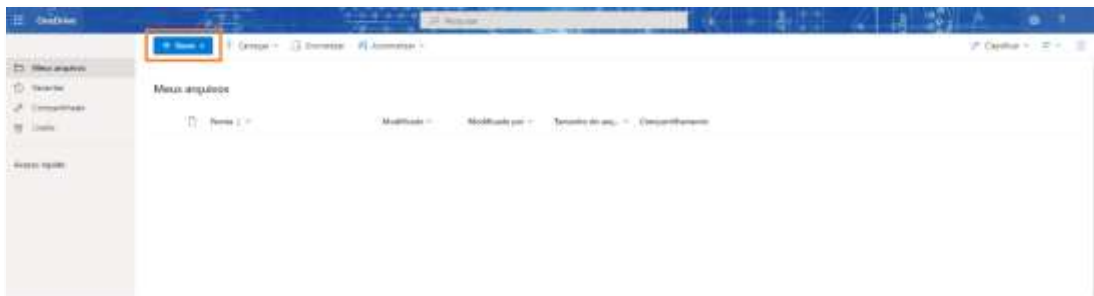 OneDrive
Pesquisar
+ Novo
Carregar
Sincronizar
Automatizar
Classificar
Meus arquivos
Recentes
Compartilhado
Lixeira
Acesso rápido
Meus arquivos
Nome Modificado Modificado por Tamanho do arq... Compartilhamento